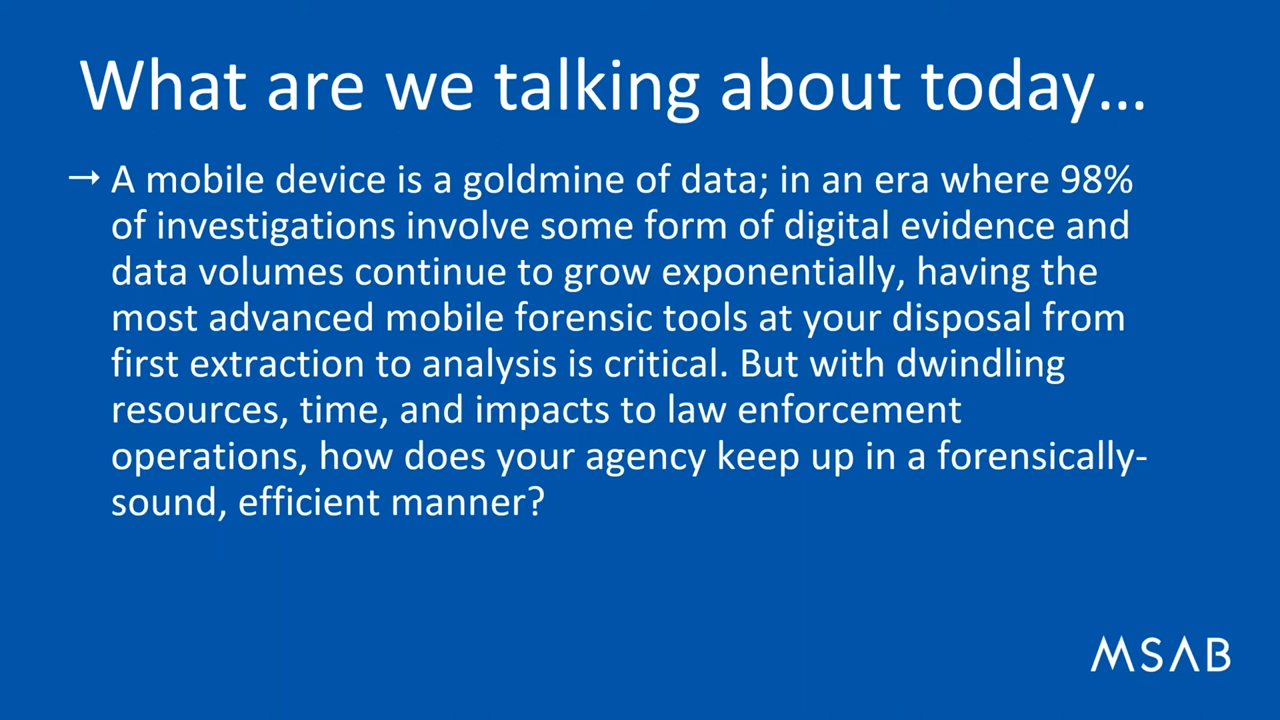 What are we talking about today...
→ A mobile device is a goldmine of data; in an era where 98%
of investigations involve some form of digital evidence and
data volumes continue to grow exponentially, having the
most advanced mobile forensic tools at your disposal from
first extraction to analysis is critical. But with dwindling
resources, time, and impacts to law enforcement
operations, how does your agency keep up in a forensically-
sound, efficient manner?
MSAB